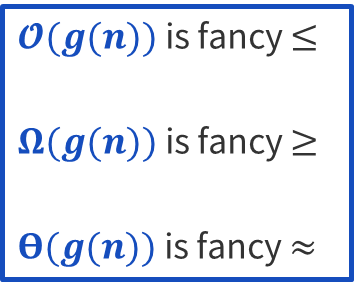 𝒪(g(n)) is fancy ≤
Ω(g(n)) is fancy ≥
Θ(g(n)) is fancy ≈